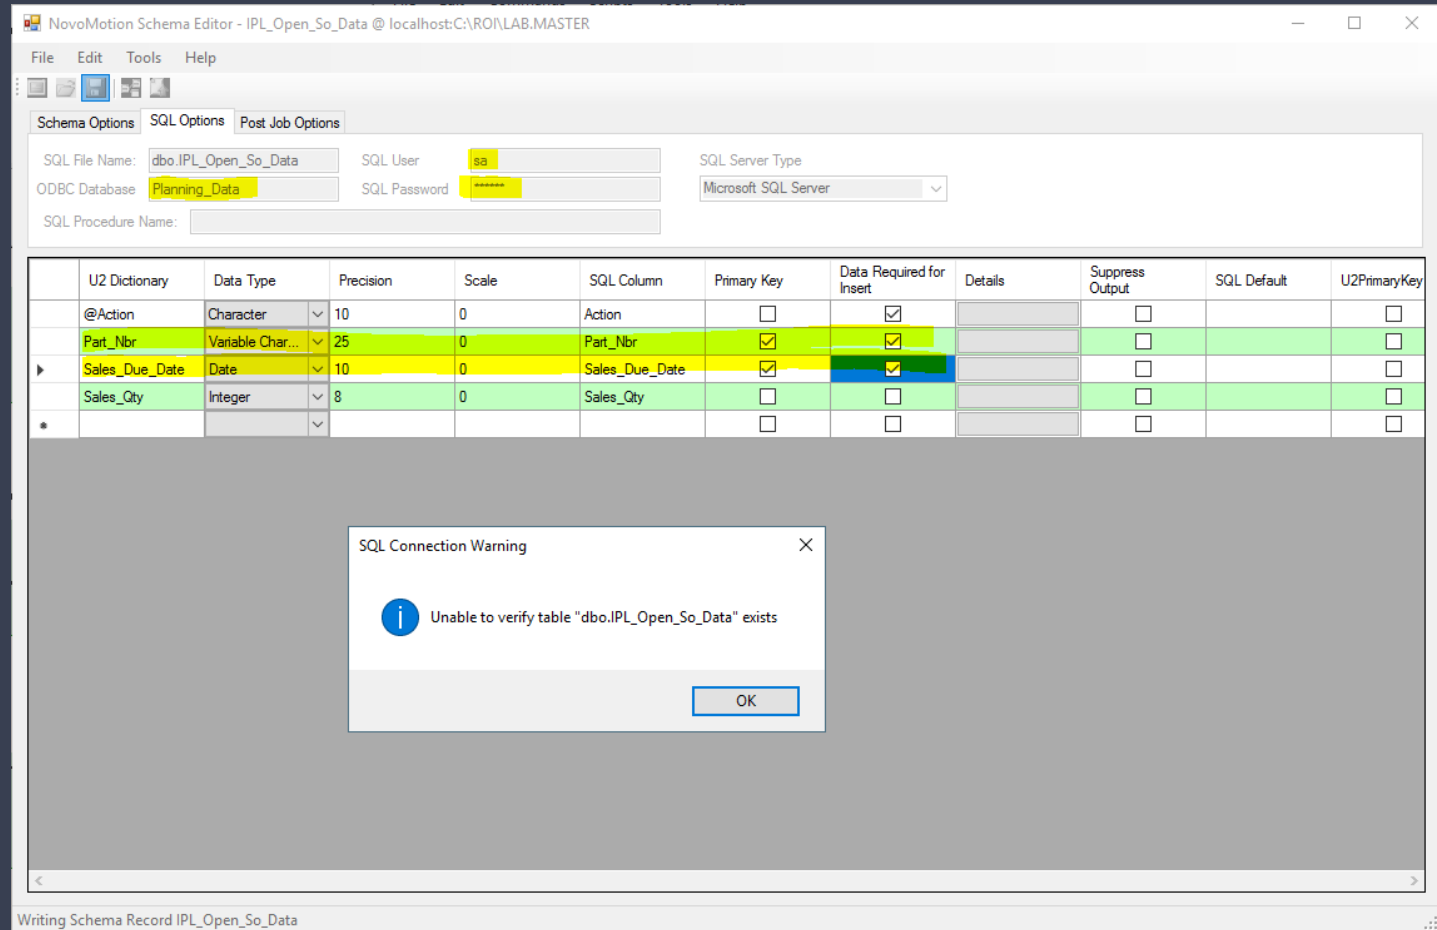 NovoMotion Schema Editor - IPL_Open_So_Data @ localhost:C:\ROI\LAB.MASTER
File Edit Tools Help
Schema Options SQL Options Post Job Options
SQL File Name: dbo.IPL_Open_So_Data SQL User sa SQL Server Type
ODBC Database Planning_Data SQL Password ****** Microsoft SQL Server
SQL Procedure Name:
U2 Dictionary Data Type Precision Scale SQL Column Primary Key Data Required for Insert Details Suppress Output SQL Default U2PrimaryKey
@Action Character 10 0 Action
Part_Nbr Variable Char... 25 0 Part_Nbr
Sales_Due_Date Date 10 0 Sales_Due_Date
Sales_Qty Integer 8 0 Sales_Qty
SQL Connection Warning
Unable to verify table "dbo.IPL_Open_So_Data" exists
OK
Writing Schema Record IPL_Open_So_Data